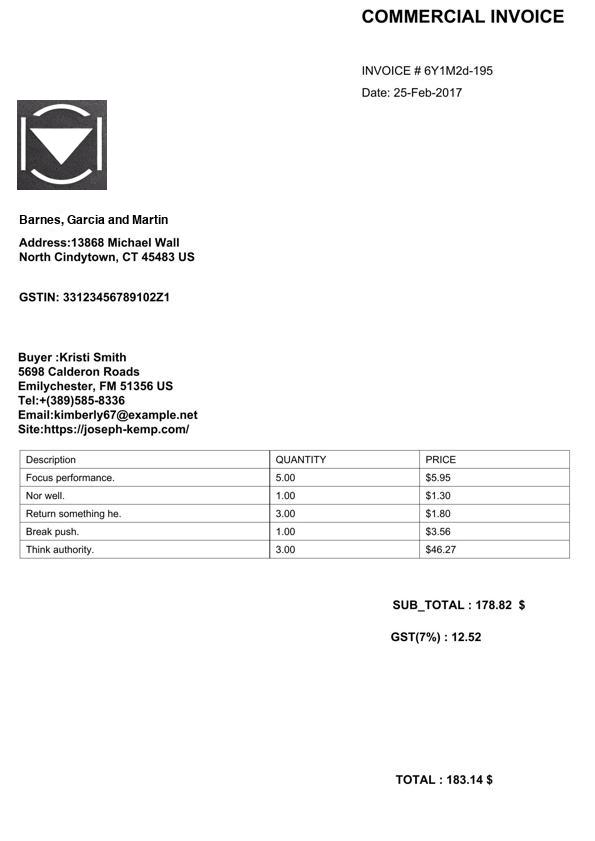 COMMERCIAL INVOICE
INVOICE # 6Y1M2d-195
Date: 25-Feb-2017
Barnes, Garcia and Martin
Address:13868 Michael Wall
North Cindytown, CT 45483 US
GSTIN: 33123456789102Z1
Buyer :Kristi Smith
5698 Calderon Roads
Emilychester, FM 51356 US
Tel:+(389)585-8336
Email:kimberly67@example.net
Site:https://joseph-kemp.com/
Description QUANTITY PRICE
Focus performance. 5.00 $5.95
Nor well. 1.00 $1.30
Return something he. 3.00 $1.80
Break push. 1.00 $3.56
Think authority. 3.00 $46.27
SUB_TOTAL : 178.82 $
GST(7%) : 12.52
TOTAL : 183.14 $